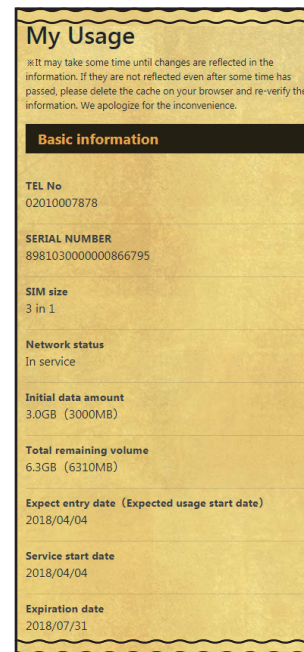 My Usage
※It may take some time until changes are reflected in the
information. If they are not reflected even after some time has
passed, please delete the cache on your browser and re-verify the
information. We apologize for the inconvenience.
Basic information
TEL No
02010007878
SERIAL NUMBER
8981030000000866795
SIM size
3 in 1
Network status
In service
Initial data amount
3.0GB（3000MB）
Total remaining volume
6.3GB（6310MB）
Expect entry date（Expected usage start date）
2018/04/04
Service start date
2018/04/04
Expiration date
2018/07/31